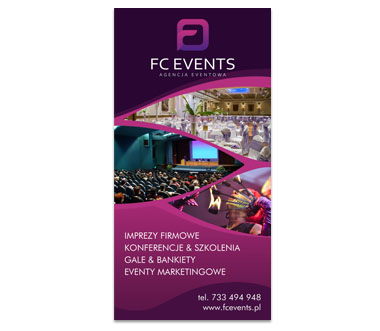 FC EVENTS
AGENCJA EVENTOWA
IMPREZY FIRMOWE
KONFERENCJE & SZKOLENIA
GALE & BANKIETY
EVENTY MARKETINGOWE
tel. 733 494 948
www.fcevents.pl